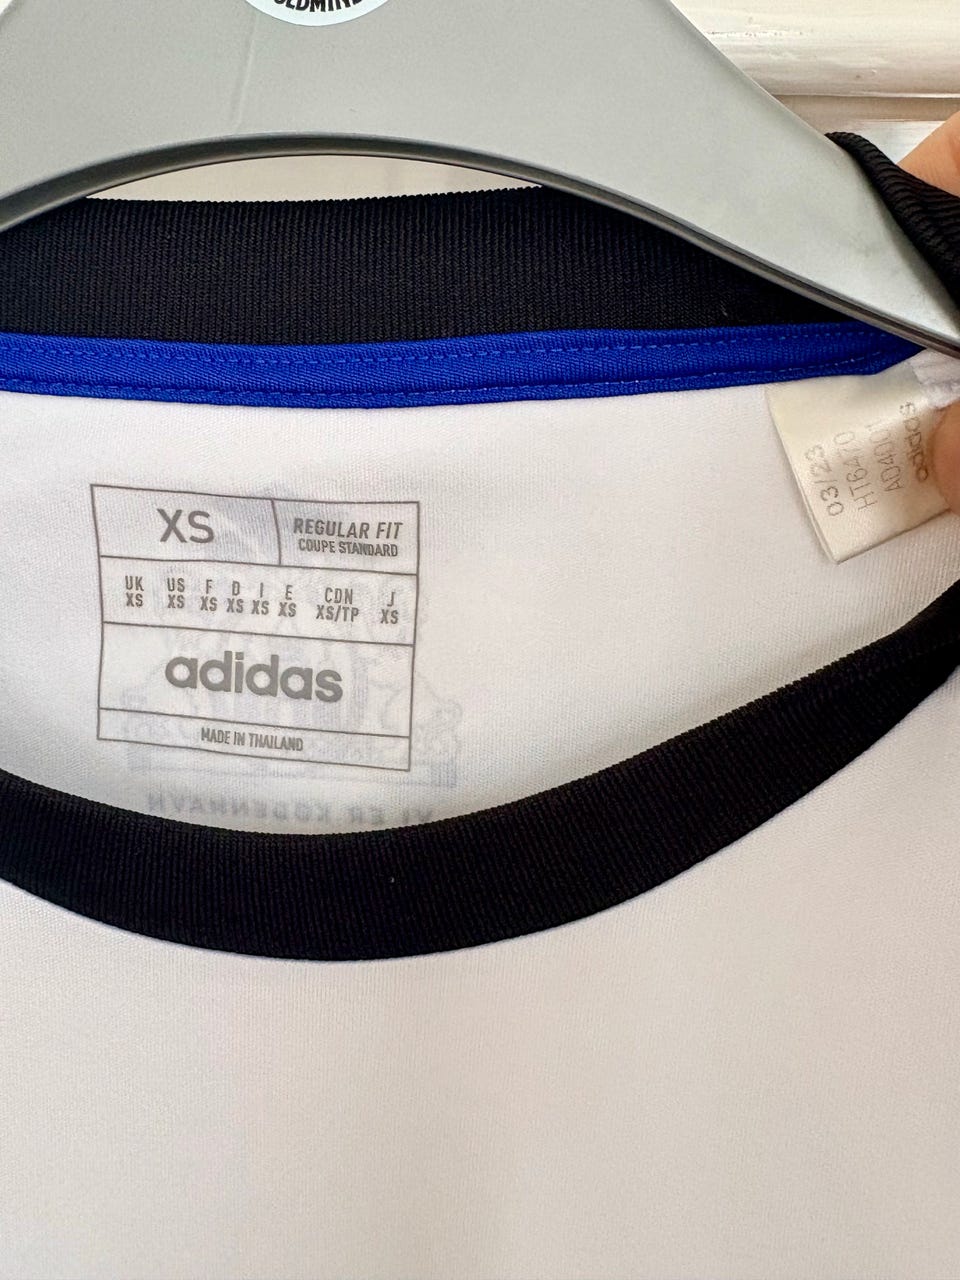 XS
REGULAR FIT
COUPE STANDARD
UK US F D I E CDN J
XS XS XS XS XS XS XS/TP XS
adidas
MADE IN THAILAND
VI ER KØBENHAVN
03/23
HT6470
AD4001
adidas